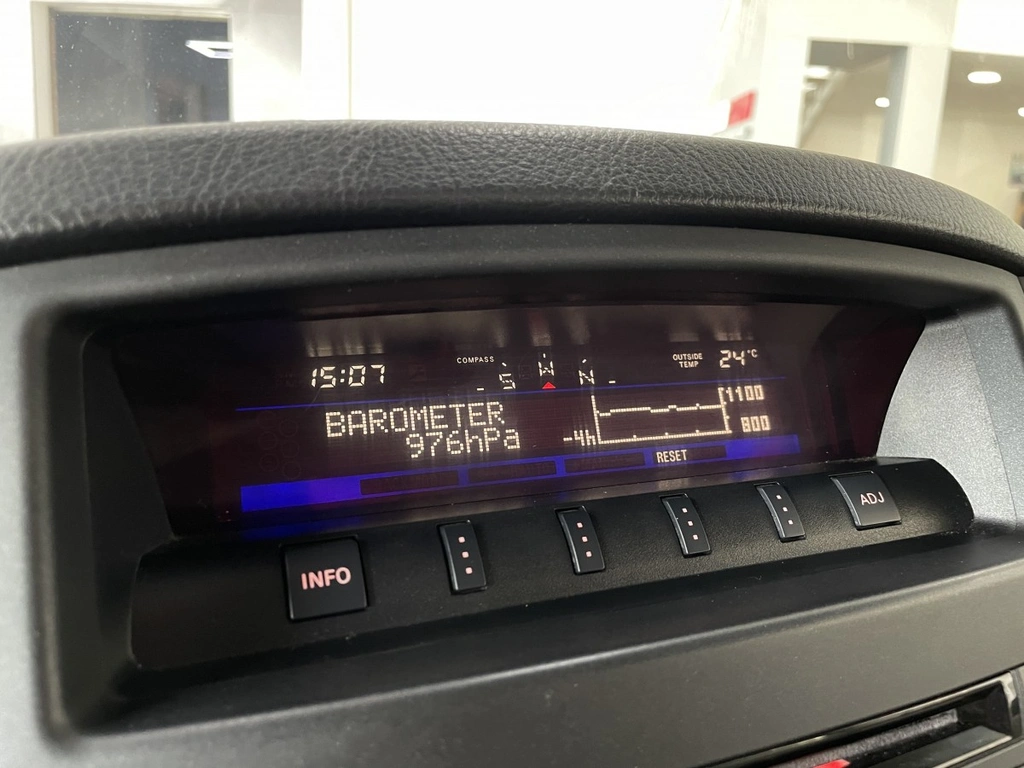 15:07
COMPASS
S W N
OUTSIDE
TEMP
24°C
BAROMETER
976hPa
1100
800
-4h
RESET
INFO
ADJ